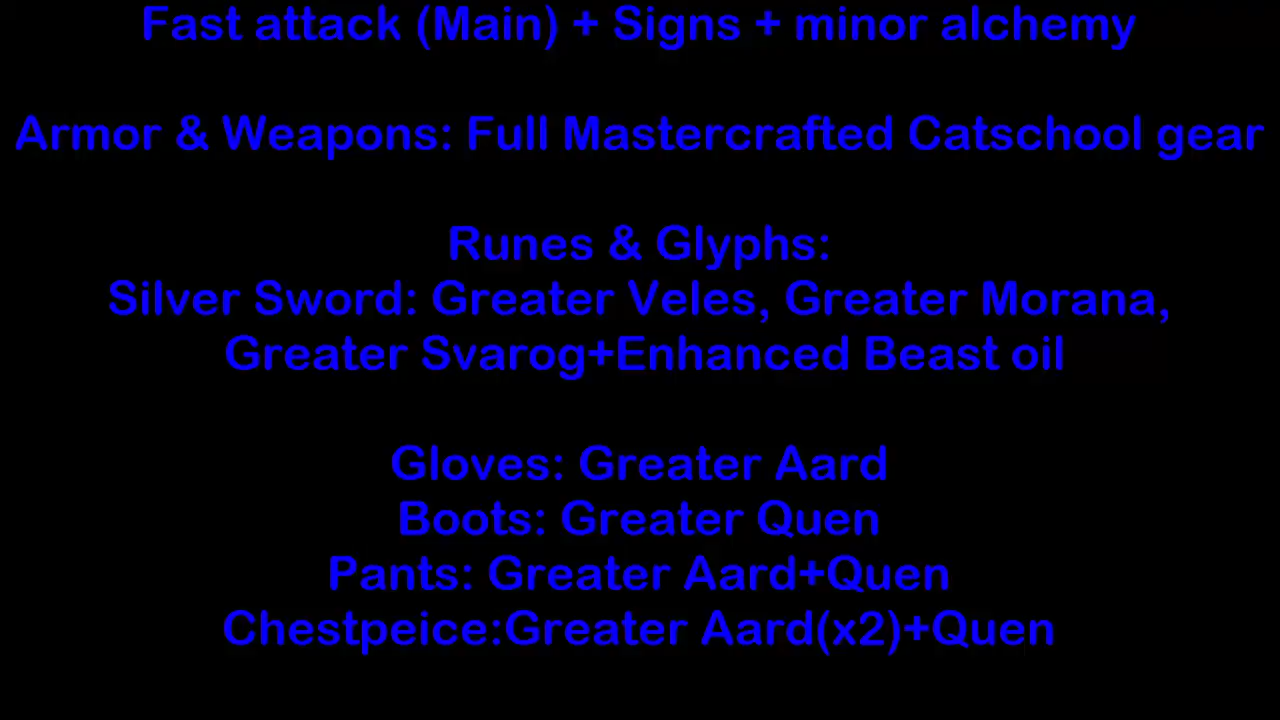 Fast attack (Main) + Signs + minor alchemy
Armor & Weapons: Full Mastercrafted Catschool gear
Runes & Glyphs:
Silver Sword: Greater Veles, Greater Morana,
Greater Svarog+Enhanced Beast oil
Gloves: Greater Aard
Boots: Greater Quen
Pants: Greater Aard+Quen
Chestpeice:Greater Aard(x2)+Quen